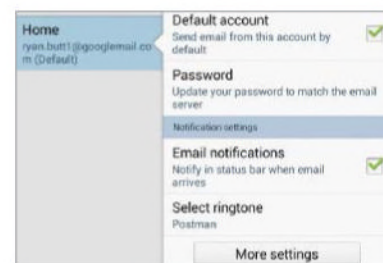 Home
ryan.butt1@googlemail.co
m (Default)
Default account
Send email from this account by
default
Password
Update your password to match the email
server
Notification settings
Email notifications
Notify in status bar when email
arrives
Select ringtone
Postman
More settings